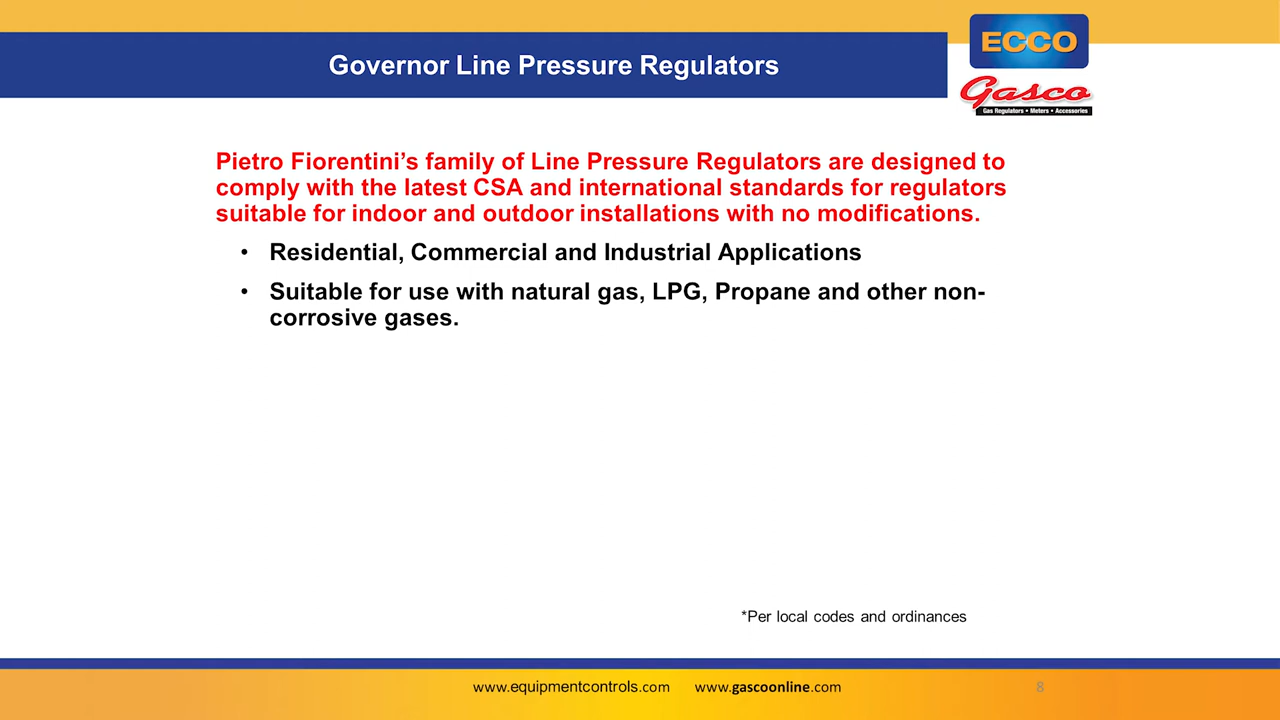 Governor Line Pressure Regulators
ECCO
Gasco
Gas Regulators • Meters • Accessories
Pietro Fiorentini’s family of Line Pressure Regulators are designed to
comply with the latest CSA and international standards for regulators
suitable for indoor and outdoor installations with no modifications.
• Residential, Commercial and Industrial Applications
• Suitable for use with natural gas, LPG, Propane and other non-
corrosive gases.
*Per local codes and ordinances
www.equipmentcontrols.com www.gascoonline.com 8